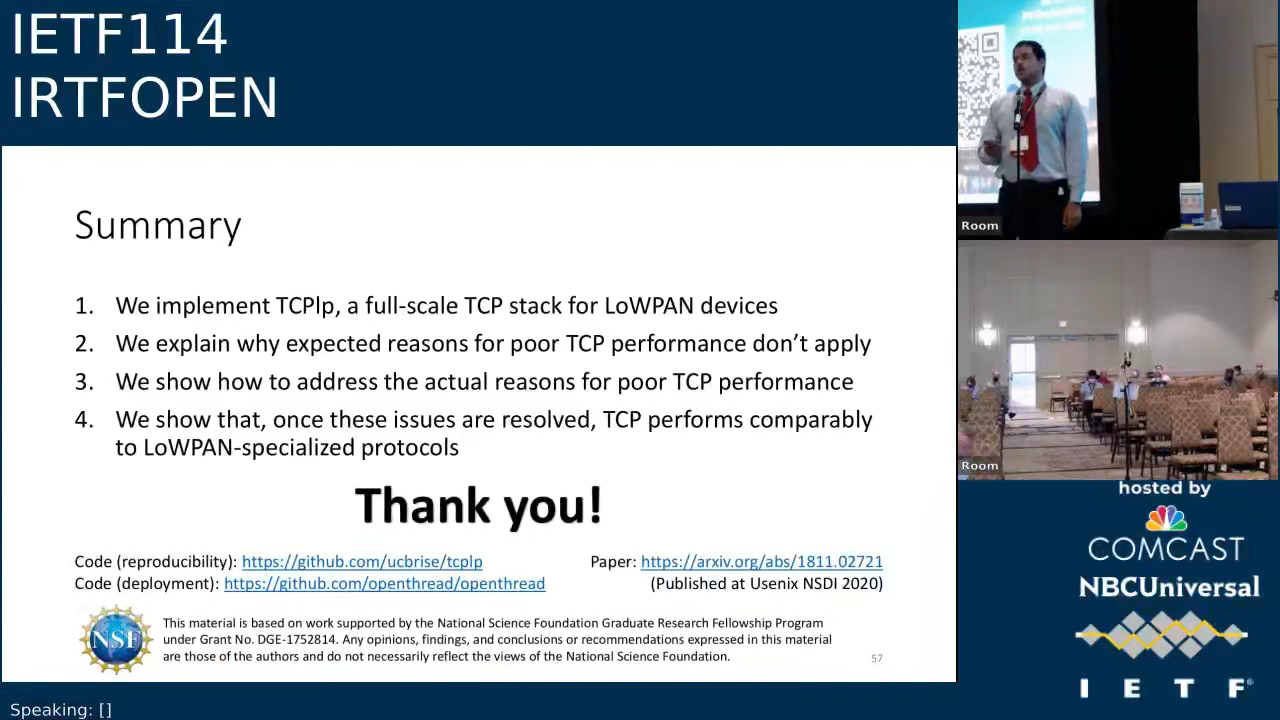 IETF114
IRTFOPEN
Summary
1. We implement TCPlp, a full-scale TCP stack for LoWPAN devices
2. We explain why expected reasons for poor TCP performance don't apply
3. We show how to address the actual reasons for poor TCP performance
4. We show that, once these issues are resolved, TCP performs comparably
to LoWPAN-specialized protocols
Thank you!
Code (reproducibility): https://github.com/ucbrise/tcplp
Code (deployment): https://github.com/openthread/openthread
Paper: https://arxiv.org/abs/1811.02721
(Published at Usenix NSDI 2020)
NSF
This material is based on work supported by the National Science Foundation Graduate Research Fellowship Program
under Grant No. DGE-1752814. Any opinions, findings, and conclusions or recommendations expressed in this material
are those of the authors and do not necessarily reflect the views of the National Science Foundation.
57
Speaking: []
Room
Room
hosted by
COMCAST
NBCUniversal
I E T F